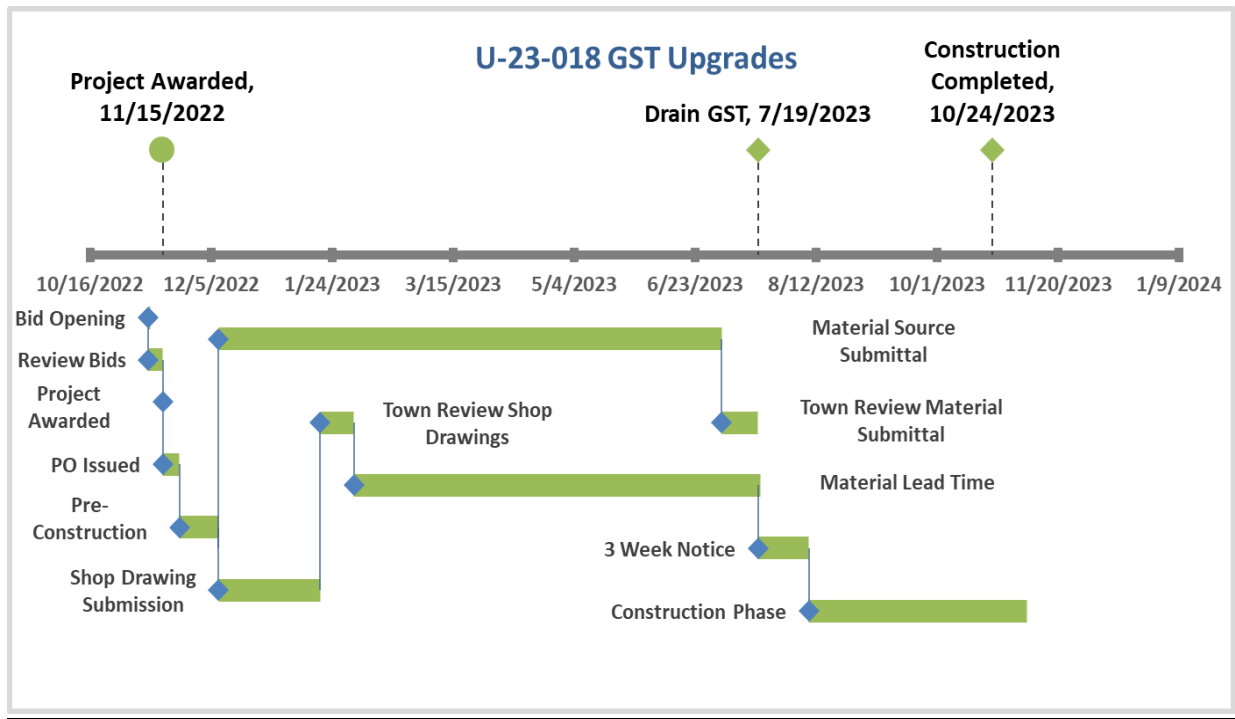 U-23-018 GST Upgrades
Project Awarded,
11/15/2022
Drain GST, 7/19/2023
Construction
Completed,
10/24/2023
10/16/2022
12/5/2022
1/24/2023
3/15/2023
5/4/2023
6/23/2023
8/12/2023
10/1/2023
11/20/2023
1/9/2024
Bid Opening
Review Bids
Project
Awarded
PO Issued
Pre-
Construction
Shop Drawing
Submission
Town Review Shop
Drawings
Material Source
Submittal
Town Review Material
Submittal
Material Lead Time
3 Week Notice
Construction Phase